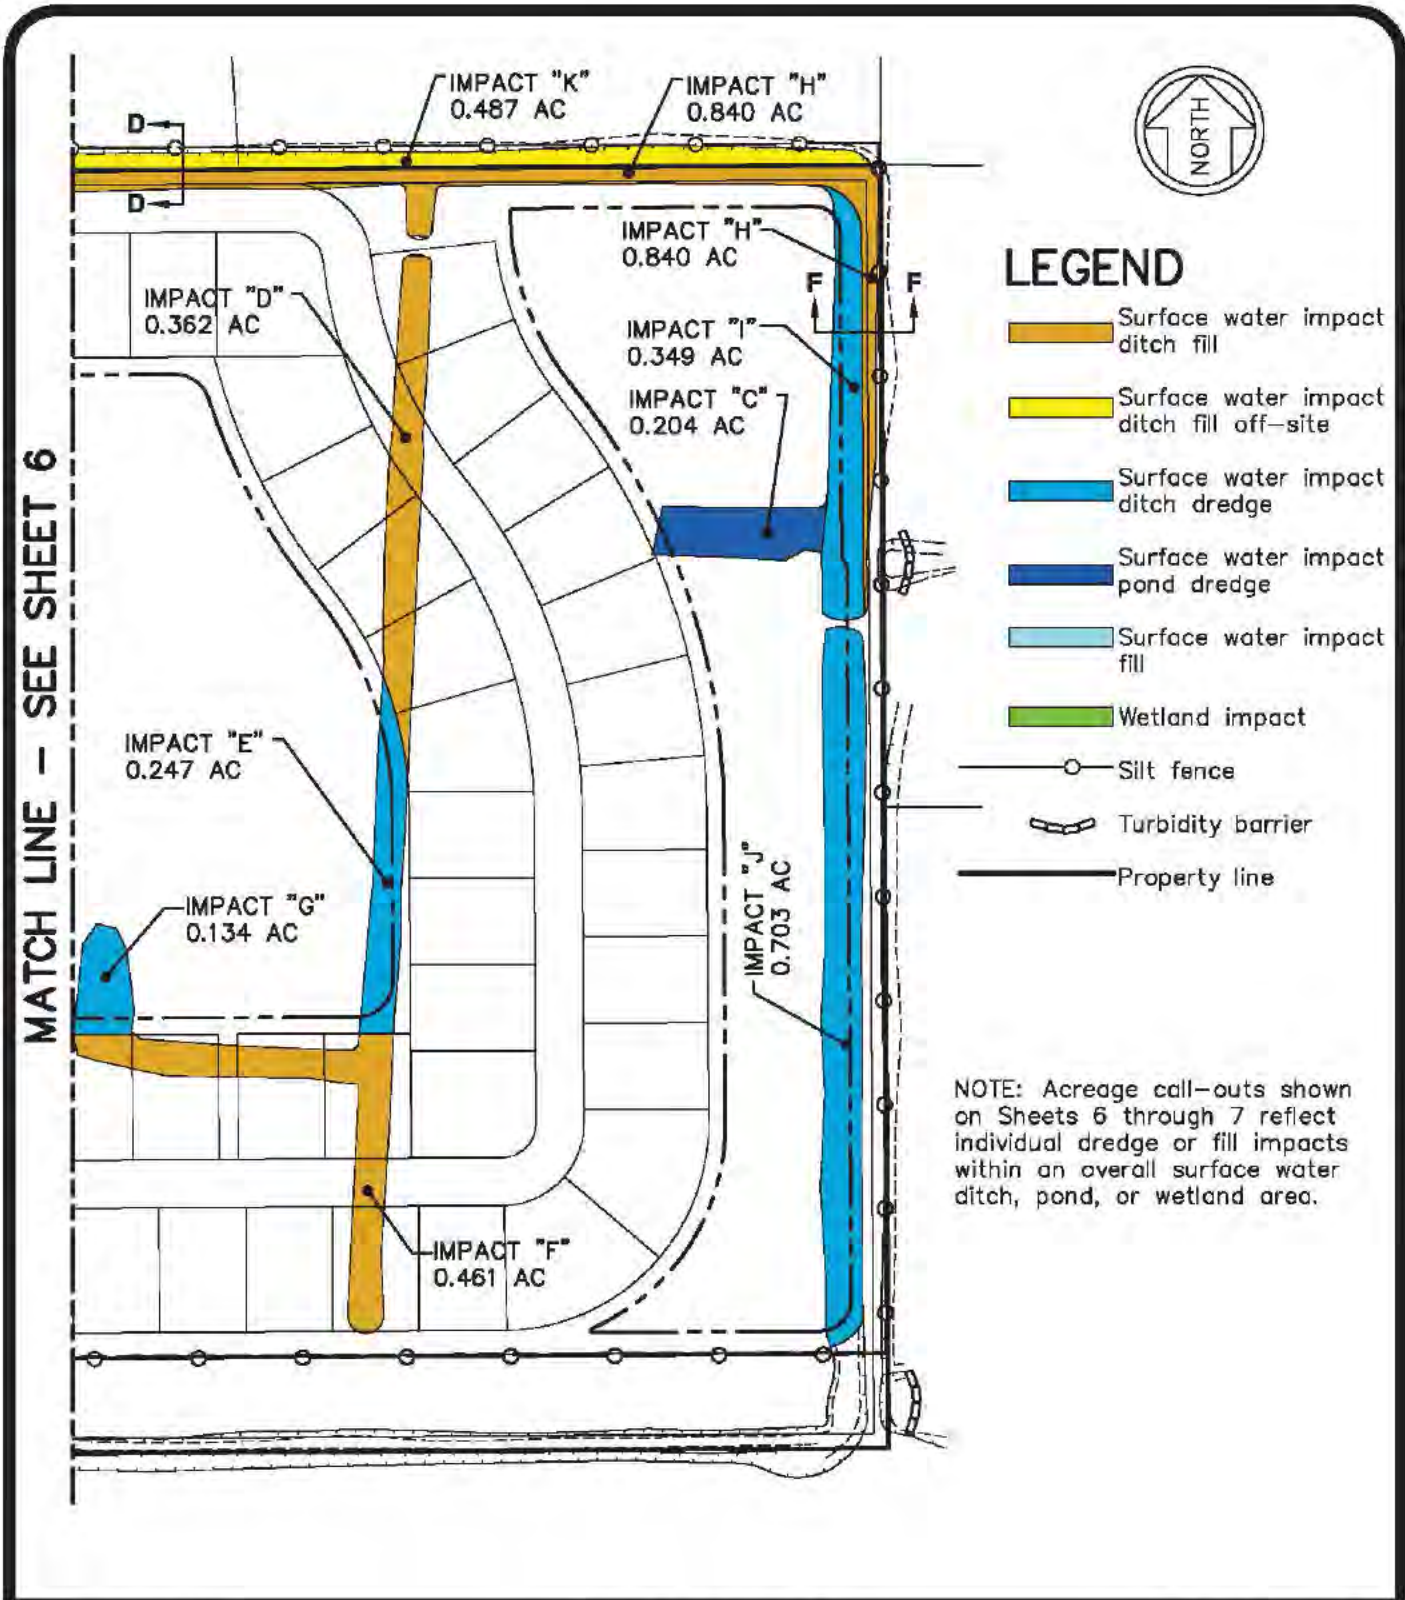 IMPACT "K"
0.487 AC
IMPACT "H"
0.840 AC
NORTH
D
D
IMPACT "H"
0.840 AC
F
F
IMPACT "D"
0.362 AC
IMPACT "I"
0.349 AC
IMPACT "C"
0.204 AC
MATCH LINE - SEE SHEET 6
IMPACT "E"
0.247 AC
IMPACT "G"
0.134 AC
IMPACT "J"
0.703 AC
IMPACT "F"
0.461 AC
LEGEND
Surface water impact
ditch fill
Surface water impact
ditch fill off-site
Surface water impact
ditch dredge
Surface water impact
pond dredge
Surface water impact
fill
Wetland impact
Silt fence
Turbidity barrier
Property line
NOTE: Acreage call-outs shown
on Sheets 6 through 7 reflect
individual dredge or fill impacts
within an overall surface water
ditch, pond, or wetland area.